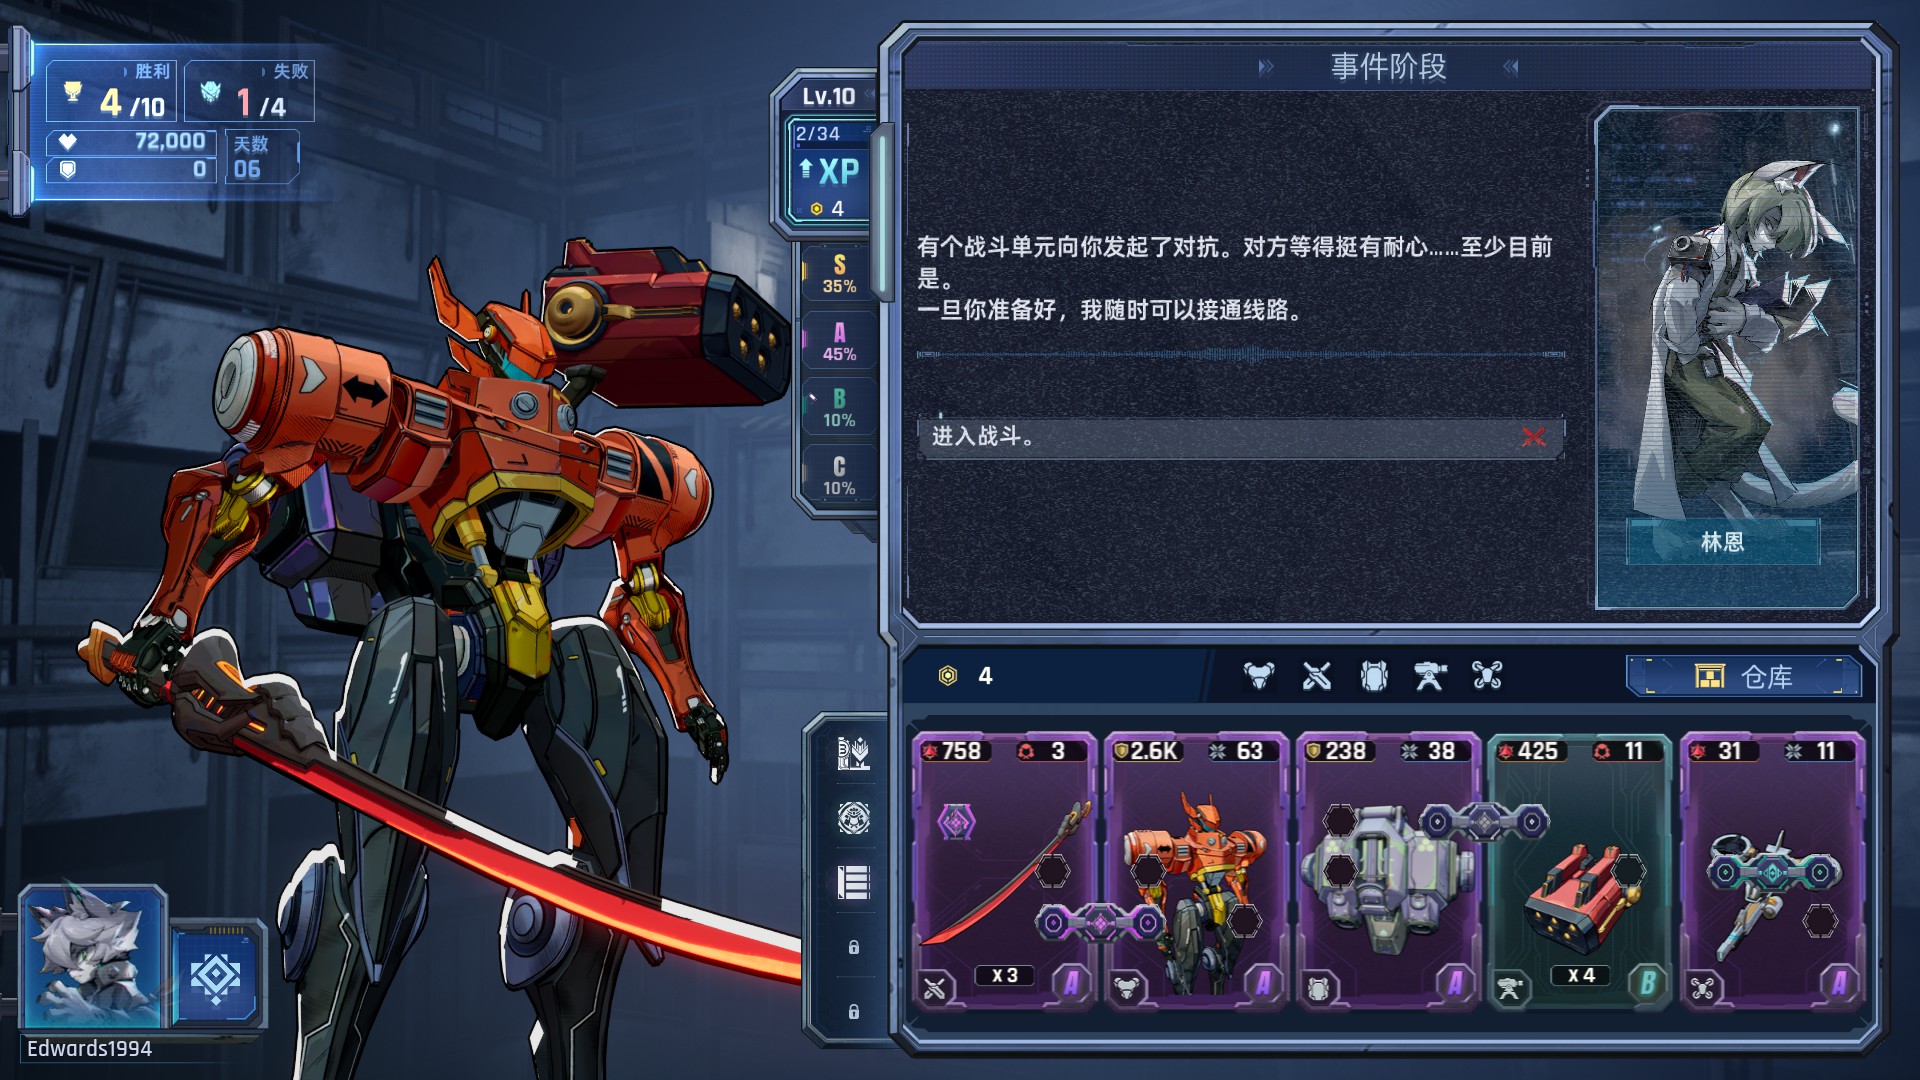 胜利
4 /10
失败
1 /4
72,000
0
天数
06
Lv.10
2/34
XP
4
S
35%
A
45%
B
10%
C
10%
事件阶段
有个战斗单元向你发起了对抗。对方等得挺有耐心……至少目前
是。
一旦你准备好，我随时可以接通线路。
进入战斗。
林恩
4
仓库
758
3
x3
A
2.6K
63
A
238
38
A
425
11
x4
B
31
11
A
Edwards1994